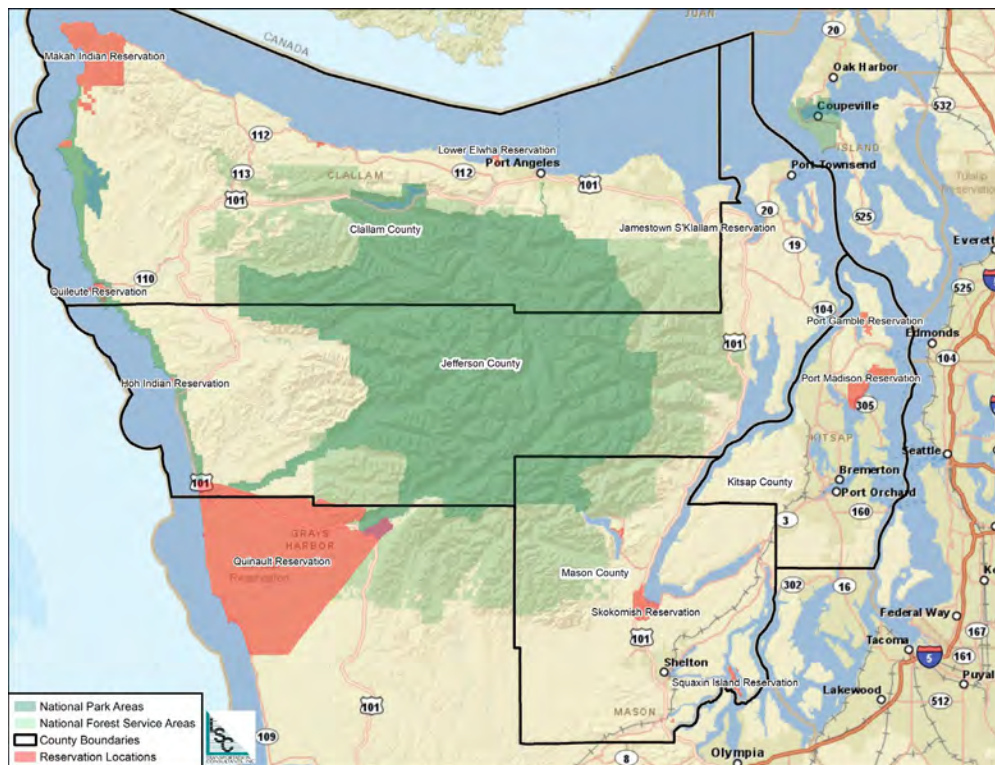 JUAN
20
CANADA
Makah Indian Reservation
Oak Harbor
532
Coupeville
112
ISLAND
Lower Elwha Reservation
Port Angeles
112
113
CLALLAM
101
101
Port Townsend
Tulalip
Reservation
20
525
Clallam County
Jamestown S'Klallam Reservation
19
Everett
110
525
Quileute Reservation
104
Port Gamble Reservation
101
Edmonds
104
Jefferson County
Hoh Indian Reservation
Port Madison Reservation
305
KITSAP
Seattle
101
Kitsap County
Bremerton
Port Orchard
160
3
GRAYS
HARBOR
Quinault Reservation
Reservation
Mason County
302
16
Skokomish Reservation
Federal Way
101
167
Tacoma
5
161
Shelton
Squaxin Island Reservation
Puyal
Lakewood
512
MASON
101
109
8
Olympia
National Park Areas
National Forest Service Areas
County Boundaries
Reservation Locations
ISC